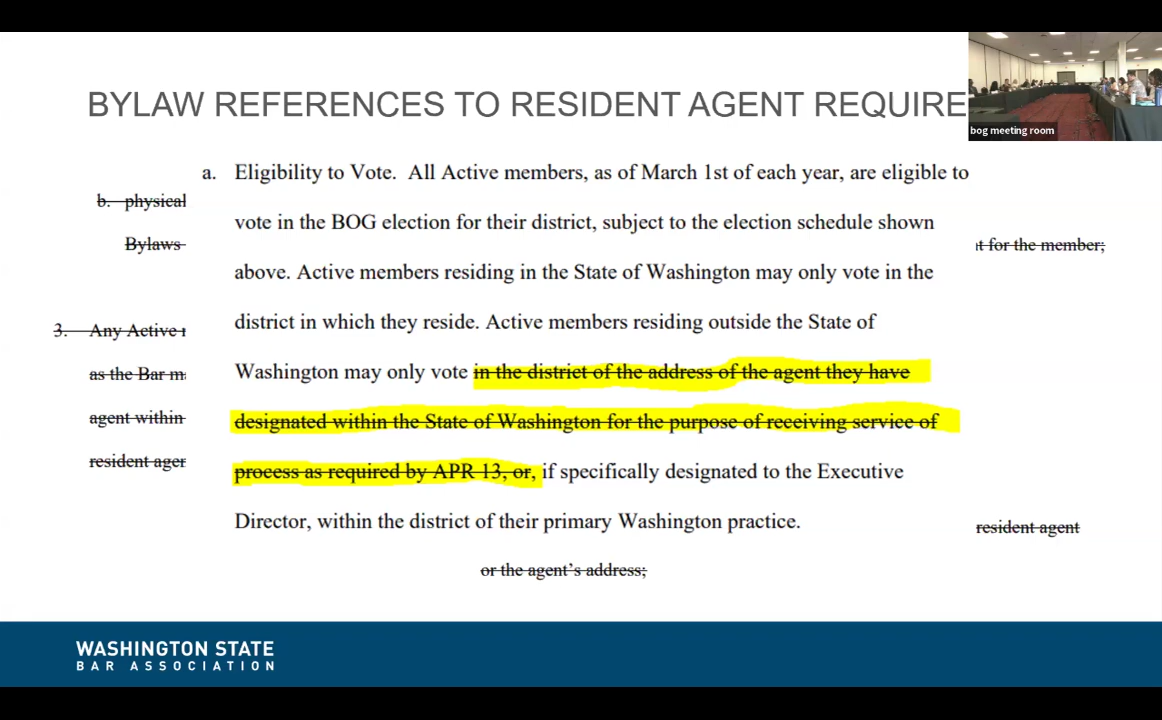 BYLAW REFERENCES TO RESIDENT AGENT REQUIRE
bog meeting room
a. Eligibility to Vote. All Active members, as of March 1st of each year, are eligible to
b. physical
vote in the BOG election for their district, subject to the election schedule shown
Bylaws
t for the member;
above. Active members residing in the State of Washington may only vote in the
district in which they reside. Active members residing outside the State of
3. Any Active
Washington may only vote in the district of the address of the agent they have
as the Bar m
designated within the State of Washington for the purpose of receiving service of
agent within
process as required by APR 13, or, if specifically designated to the Executive
resident agen
Director, within the district of their primary Washington practice.
resident agent
or the agent's address;
WASHINGTON STATE
BAR ASSOCIATION